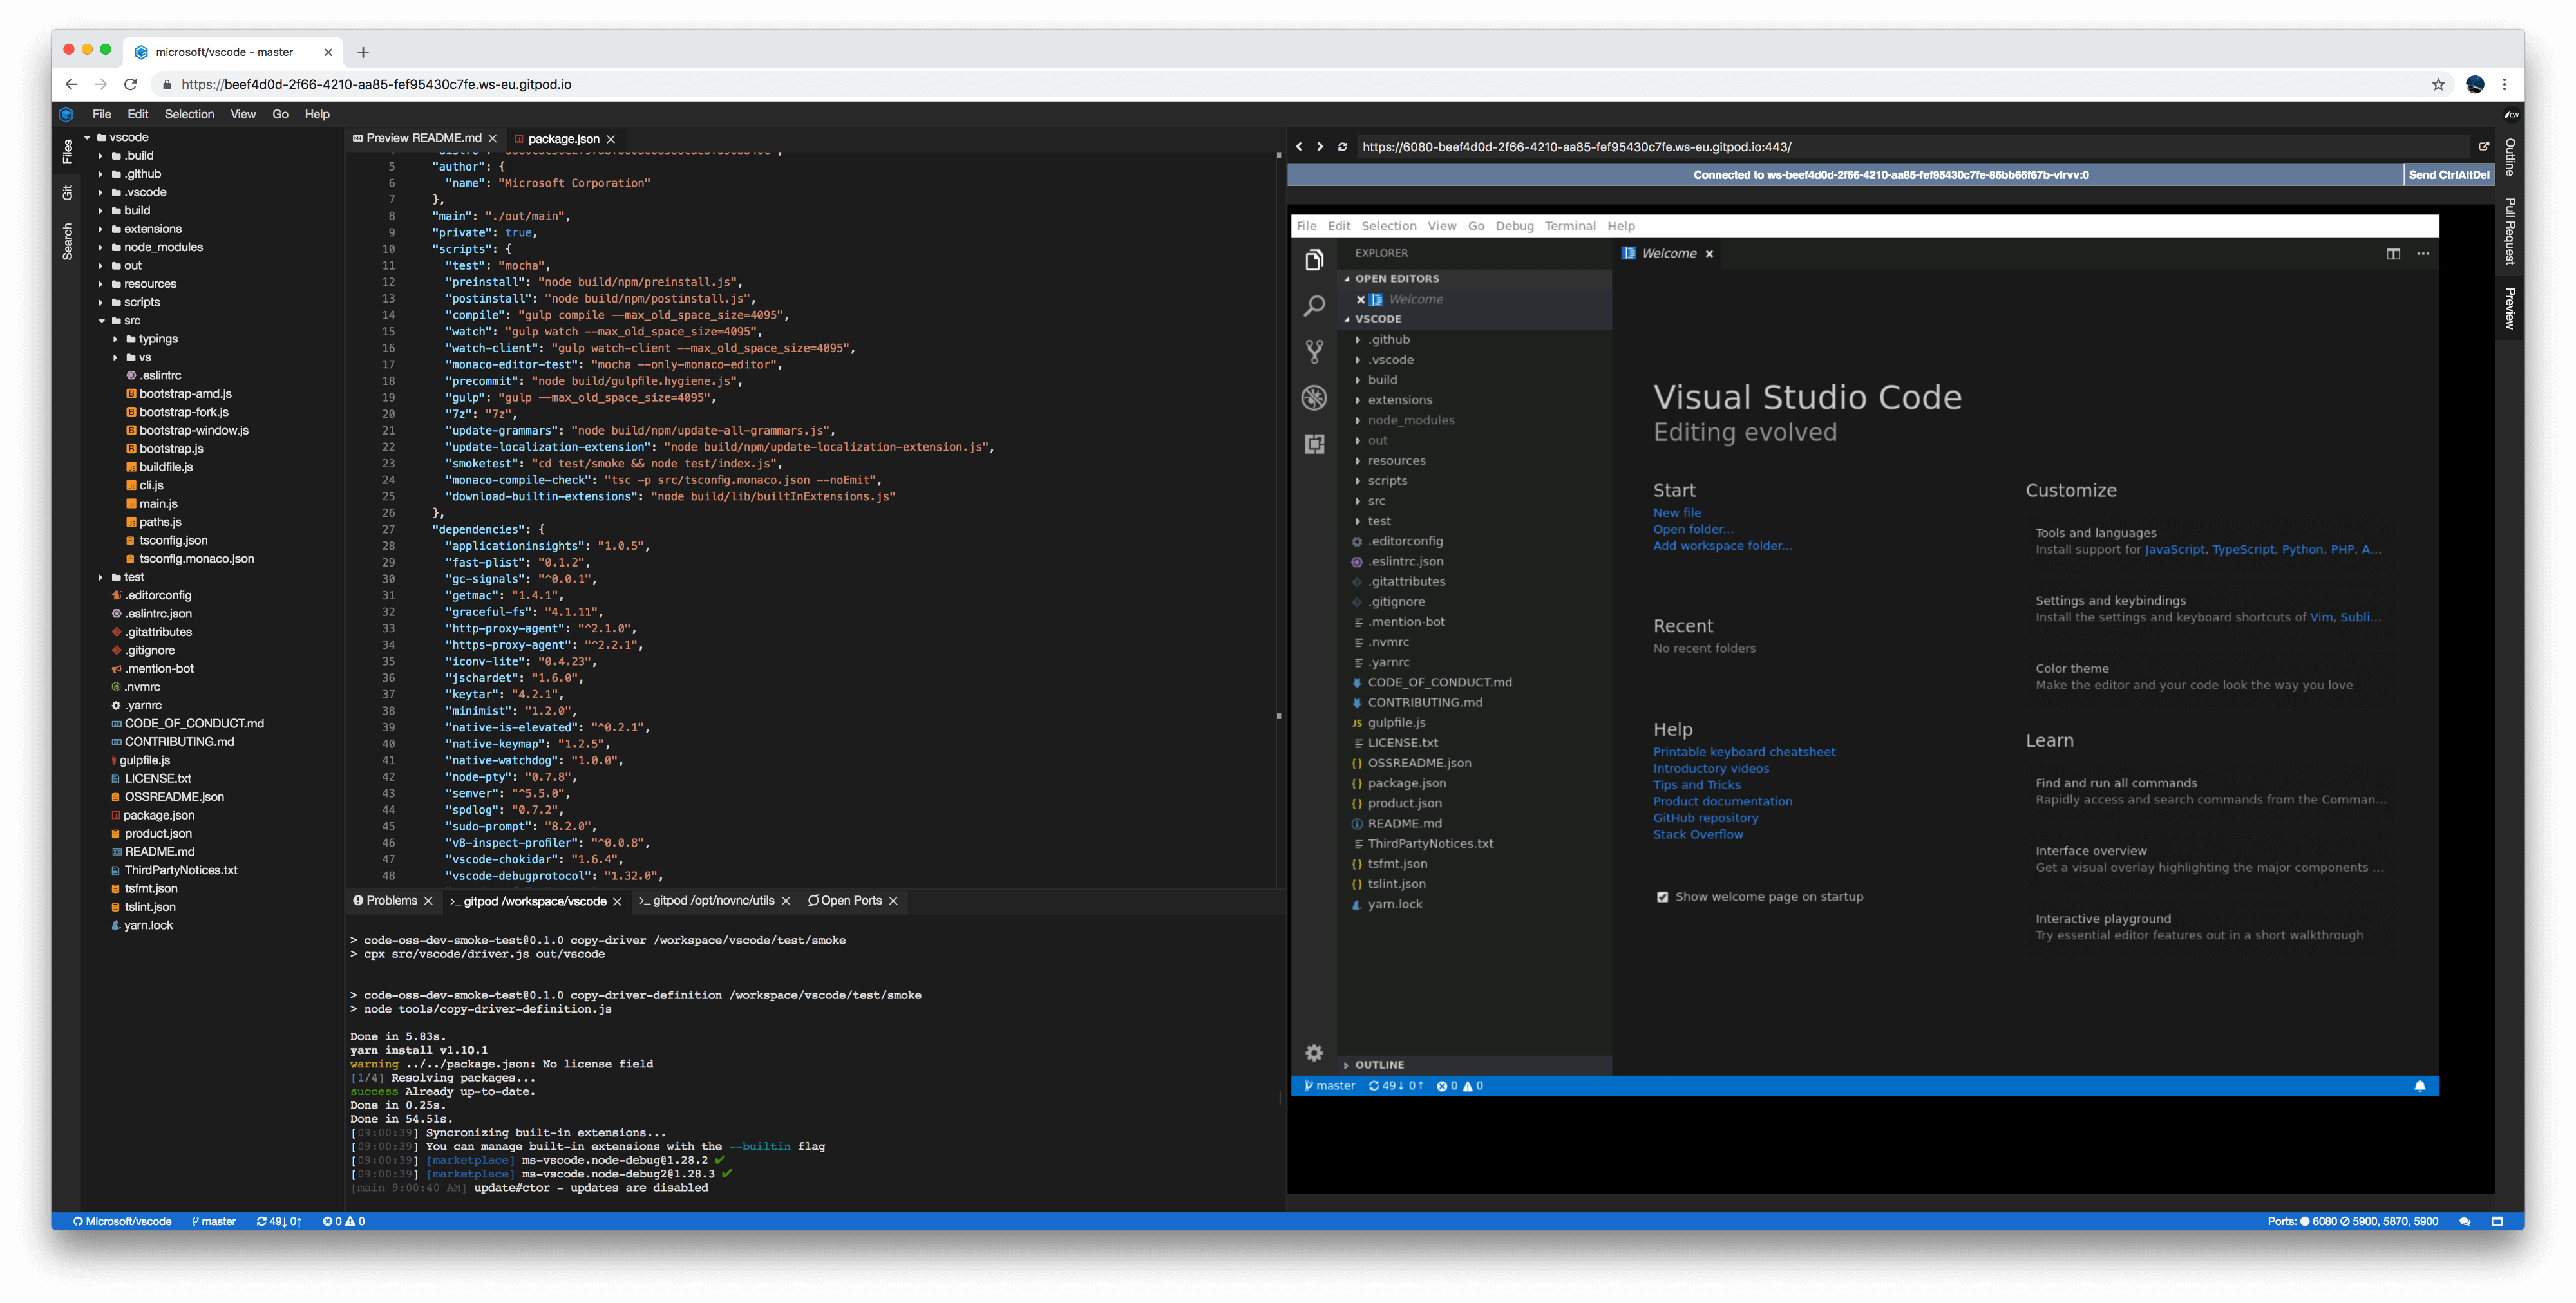 microsoft/vscode - master
https://beef4d0d-2f66-4210-aa85-fef95430c7fe.ws-eu.gitpod.io
File Edit Selection View Go Help
Files
Git
Search
vscode
.build
.github
.vscode
build
extensions
node_modules
out
resources
scripts
src
typings
vs
.eslintrc
bootstrap-amd.js
bootstrap-fork.js
bootstrap-window.js
bootstrap.js
buildfile.js
cli.js
main.js
paths.js
tsconfig.json
tsconfig.monaco.json
test
.editorconfig
.eslintrc.json
.gitattributes
.gitignore
.mention-bot
.nvmrc
.yarnrc
CODE_OF_CONDUCT.md
CONTRIBUTING.md
gulpfile.js
LICENSE.txt
OSSREADME.json
package.json
product.json
README.md
ThirdPartyNotices.txt
tsfmt.json
tslint.json
yarn.lock
Preview README.md package.json
5 "author": {
6 "name": "Microsoft Corporation"
7 },
8 "main": "./out/main",
9 "private": true,
10 "scripts": {
11 "test": "mocha",
12 "preinstall": "node build/npm/preinstall.js",
13 "postinstall": "node build/npm/postinstall.js",
14 "compile": "gulp compile --max_old_space_size=4095",
15 "watch": "gulp watch --max_old_space_size=4095",
16 "watch-client": "gulp watch-client --max_old_space_size=4095",
17 "monaco-editor-test": "mocha --only-monaco-editor",
18 "precommit": "node build/gulpfile.hygiene.js",
19 "gulp": "gulp --max_old_space_size=4095",
20 "7z": "7z",
21 "update-grammars": "node build/npm/update-all-grammars.js",
22 "update-localization-extension": "node build/npm/update-localization-extension.js",
23 "smoketest": "cd test/smoke && node test/index.js",
24 "monaco-compile-check": "tsc -p src/tsconfig.monaco.json --noEmit",
25 "download-builtin-extensions": "node build/lib/builtInExtensions.js"
26 },
27 "dependencies": {
28 "applicationinsights": "1.0.5",
29 "fast-plist": "0.1.2",
30 "gc-signals": "^0.0.1",
31 "getmac": "1.4.1",
32 "graceful-fs": "4.1.11",
33 "http-proxy-agent": "^2.1.0",
34 "https-proxy-agent": "^2.2.1",
35 "iconv-lite": "0.4.23",
36 "jschardet": "1.6.0",
37 "keytar": "4.2.1",
38 "minimist": "1.2.0",
39 "native-is-elevated": "^0.2.1",
40 "native-keymap": "1.2.5",
41 "native-watchdog": "1.0.0",
42 "node-pty": "0.7.8",
43 "semver": "^5.5.0",
44 "spdlog": "0.7.2",
45 "sudo-prompt": "8.2.0",
46 "v8-inspect-profiler": "^0.0.8",
47 "vscode-chokidar": "1.6.4",
48 "vscode-debugprotocol": "1.32.0",
Problems >_ gitpod /workspace/vscode >_ gitpod /opt/novnc/utils Open Ports
> code-oss-dev-smoke-test@0.1.0 copy-driver /workspace/vscode/test/smoke
> cpx src/vscode/driver.js out/vscode
> code-oss-dev-smoke-test@0.1.0 copy-driver-definition /workspace/vscode/test/smoke
> node tools/copy-driver-definition.js
Done in 5.83s.
yarn install v1.10.1
warning ../../package.json: No license field
[1/4] Resolving packages...
success Already up-to-date.
Done in 0.25s.
Done in 54.51s.
[09:00:39] Syncronizing built-in extensions...
[09:00:39] You can manage built-in extensions with the --builtin flag
[09:00:39] [marketplace] ms-vscode.node-debug@1.28.2 ✔
[09:00:39] [marketplace] ms-vscode.node-debug2@1.28.3 ✔
[main 9:00:40 AM] update#ctor - updates are disabled
https://6080-beef4d0d-2f66-4210-aa85-fef95430c7fe.ws-eu.gitpod.io:443/
Connected to ws-beef4d0d-2f66-4210-aa85-fef95430c7fe-86bb66f67b-vlrvv:0
Send CtrlAltDel
File Edit Selection View Go Debug Terminal Help
EXPLORER
OPEN EDITORS
Welcome
VSCODE
.github
.vscode
build
extensions
node_modules
out
resources
scripts
src
test
.editorconfig
.eslintrc.json
.gitattributes
.gitignore
.mention-bot
.nvmrc
.yarnrc
CODE_OF_CONDUCT.md
CONTRIBUTING.md
JS gulpfile.js
LICENSE.txt
{} OSSREADME.json
{} package.json
{} product.json
README.md
ThirdPartyNotices.txt
{} tsfmt.json
{} tslint.json
yarn.lock
OUTLINE
master 49↓ 0↑ 0 0
Welcome
Visual Studio Code
Editing evolved
Start
New file
Open folder...
Add workspace folder...
Recent
No recent folders
Help
Printable keyboard cheatsheet
Introductory videos
Tips and Tricks
Product documentation
GitHub repository
Stack Overflow
Show welcome page on startup
Customize
Tools and languages
Install support for JavaScript, TypeScript, Python, PHP, A...
Settings and keybindings
Install the settings and keyboard shortcuts of Vim, Subli...
Color theme
Make the editor and your code look the way you love
Learn
Find and run all commands
Rapidly access and search commands from the Comman...
Interface overview
Get a visual overlay highlighting the major components ...
Interactive playground
Try essential editor features out in a short walkthrough
Outline
Pull Request
Preview
Microsoft/vscode master 49↓ 0↑ 0 0
Ports: 6080 5900, 5870, 5900